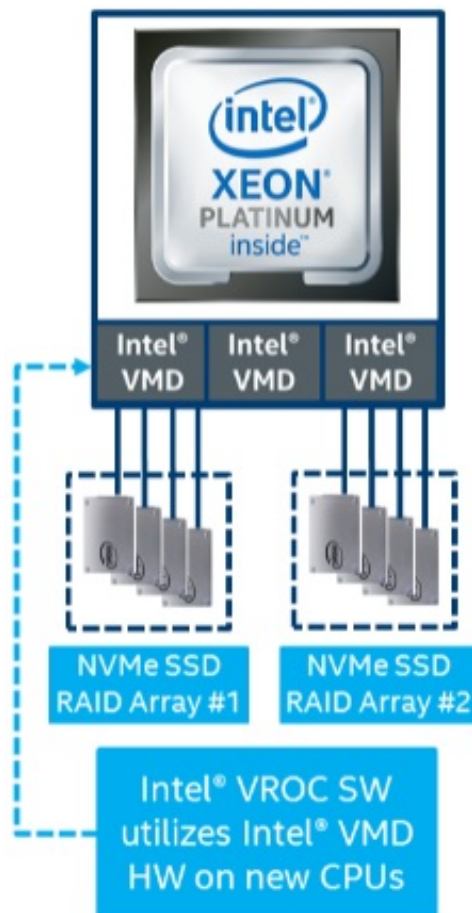 intel®
XEON®
PLATINUM
inside™
Intel® Intel® Intel®
VMD VMD VMD
NVMe SSD NVMe SSD
RAID Array #1 RAID Array #2
Intel® VROC SW
utilizes Intel® VMD
HW on new CPUs